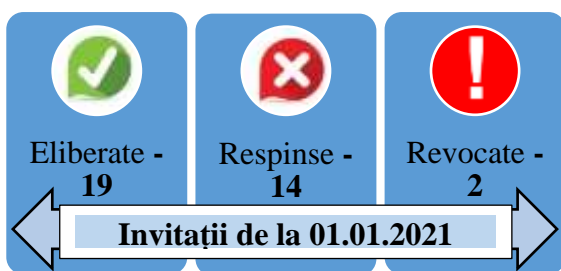 Eliberate -
19
Respinse -
14
Revocate -
2
Invitații de la 01.01.2021